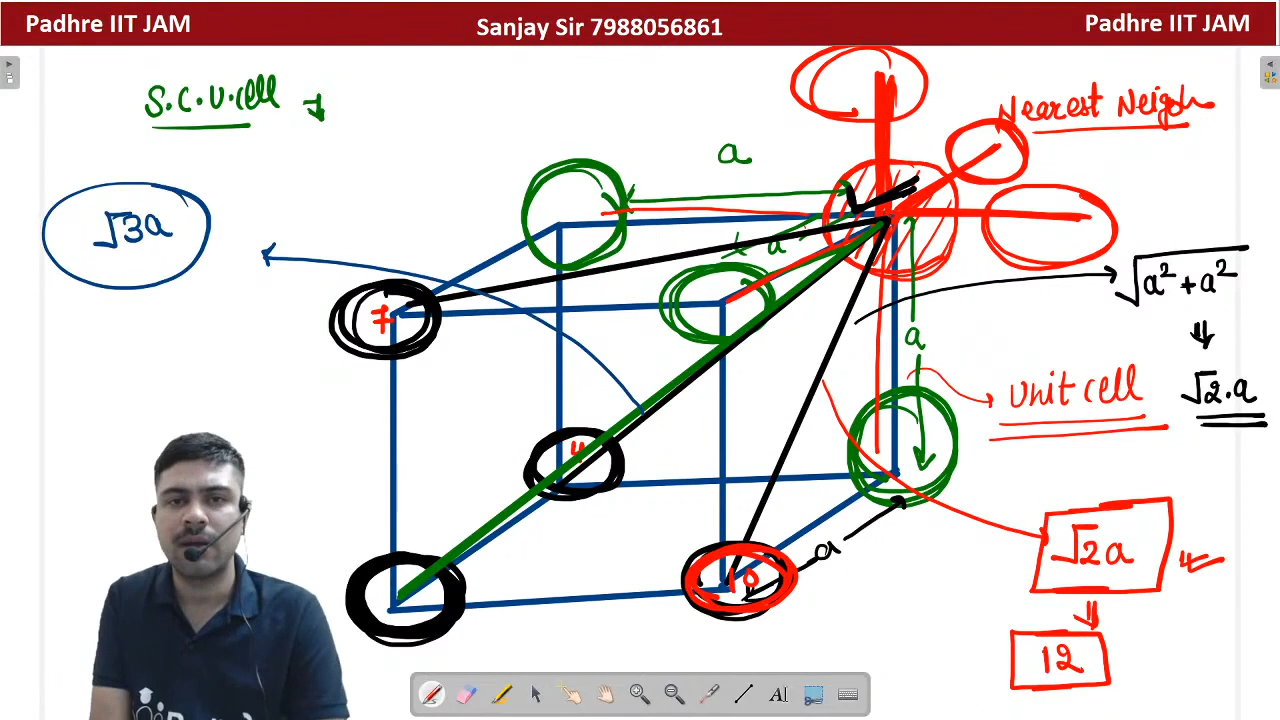 Padhre IIT JAM
Sanjay Sir 7988056861
Padhre IIT JAM
S.C.U.cell
Nearest Neigh
a
√3a
a
√a²+a²
7
a
Unit cell
√2.a
4
√2a
a
10
12
AI